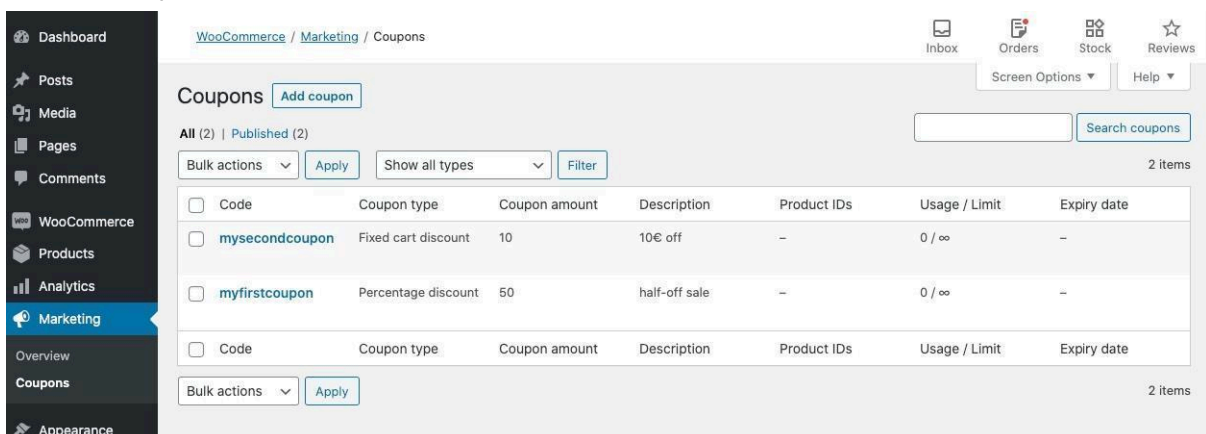 Dashboard
Posts
Media
Pages
Comments
WOO WooCommerce
Products
Analytics
Marketing
Overview
Coupons
Appearance
WooCommerce / Marketing / Coupons
Inbox
Orders
Stock
Reviews
Screen Options ▼
Help ▼
Coupons Add coupon
All (2) | Published (2)
Search coupons
Bulk actions Apply Show all types Filter 2 items
Code Coupon type Coupon amount Description Product IDs Usage / Limit Expiry date
mysecondcoupon Fixed cart discount 10 10€ off – 0 / ∞ –
myfirstcoupon Percentage discount 50 half-off sale – 0 / ∞ –
Code Coupon type Coupon amount Description Product IDs Usage / Limit Expiry date
Bulk actions Apply 2 items